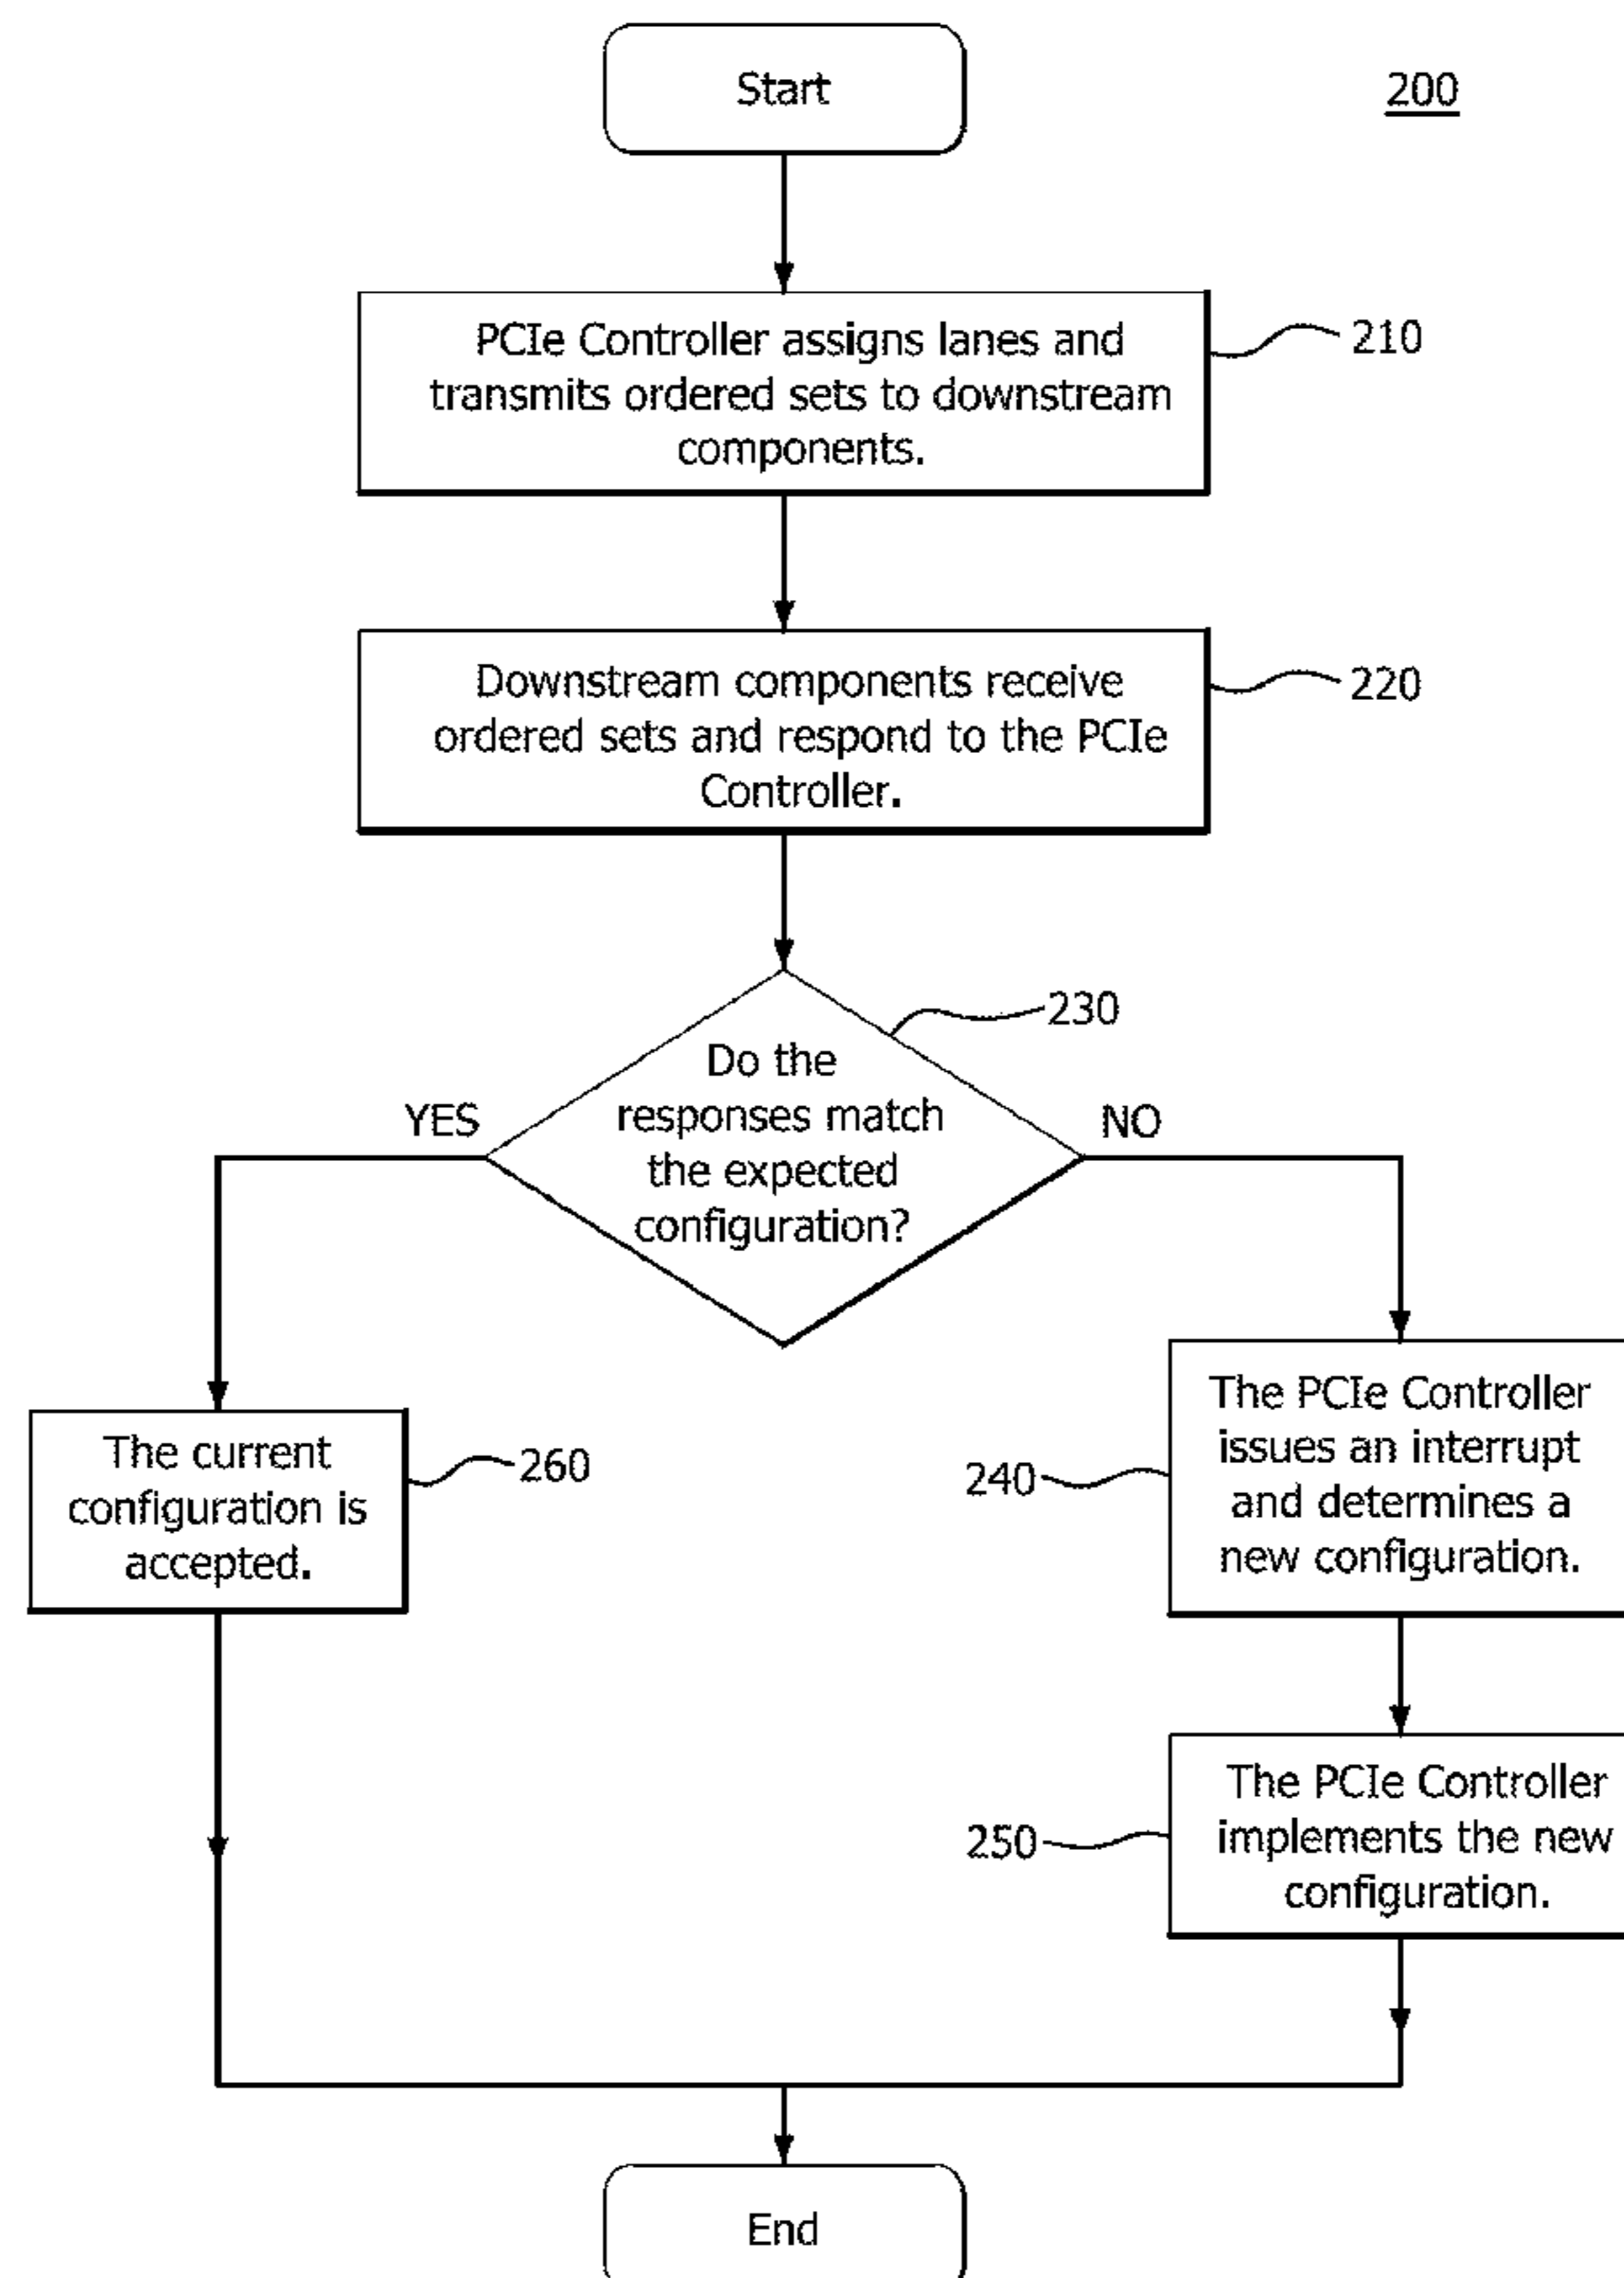 Start
200
PCIe Controller assigns lanes and
transmits ordered sets to downstream
components.
210
Downstream components receive
ordered sets and respond to the PCIe
Controller.
220
230
Do the
responses match
the expected
configuration?
YES
NO
The current
configuration is
accepted.
260
240
The PCIe Controller
issues an interrupt
and determines a
new configuration.
250
The PCIe Controller
implements the new
configuration.
End